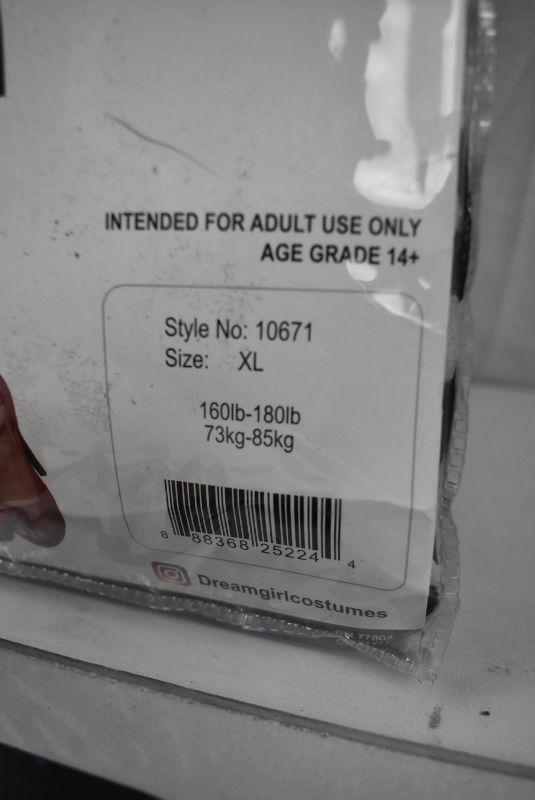 INTENDED FOR ADULT USE ONLY
AGE GRADE 14+
Style No: 10671
Size: XL
160lb-180lb
73kg-85kg
8 88368 25224 4
Dreamgirlcostumes